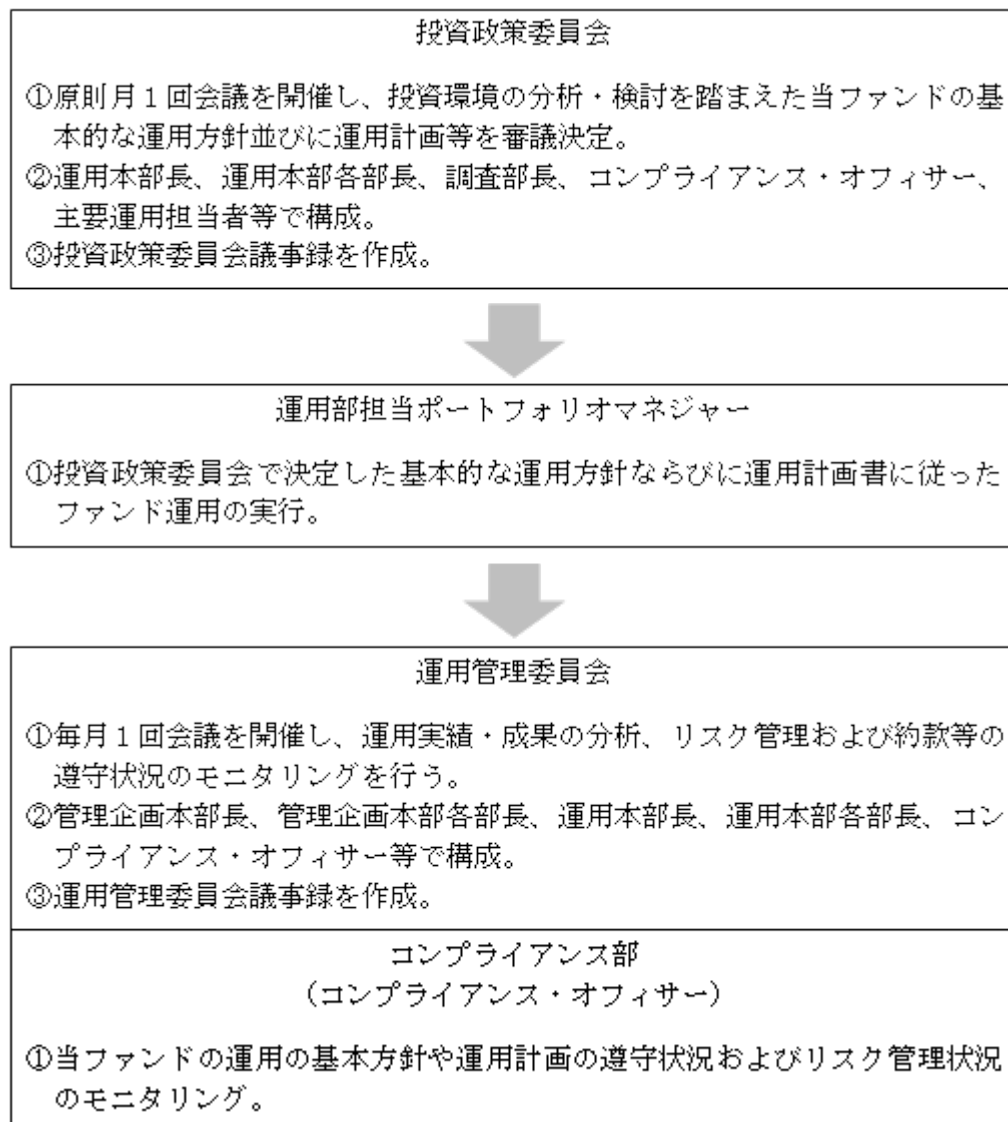 投資政策委員会
①原則月１回会議を開催し、投資環境の分析・検討を踏まえた当ファンドの基
本的な運用方針並びに運用計画等を審議決定。
②運用本部長、運用本部各部長、調査部長、コンプライアンス・オフィサー、
主要運用担当者等で構成。
③投資政策委員会議事録を作成。
運用部担当ポートフォリオマネジャー
①投資政策委員会で決定した基本的な運用方針ならびに運用計画書に従った
ファンド運用の実行。
運用管理委員会
①毎月１回会議を開催し、運用実績・成果の分析、リスク管理および約款等の
遵守状況のモニタリングを行う。
②管理企画本部長、管理企画本部各部長、運用本部長、運用本部各部長、コン
プライアンス・オフィサー等で構成。
③運用管理委員会議事録を作成。
コンプライアンス部
（コンプライアンス・オフィサー）
①当ファンドの運用の基本方針や運用計画の遵守状況およびリスク管理状況
のモニタリング。